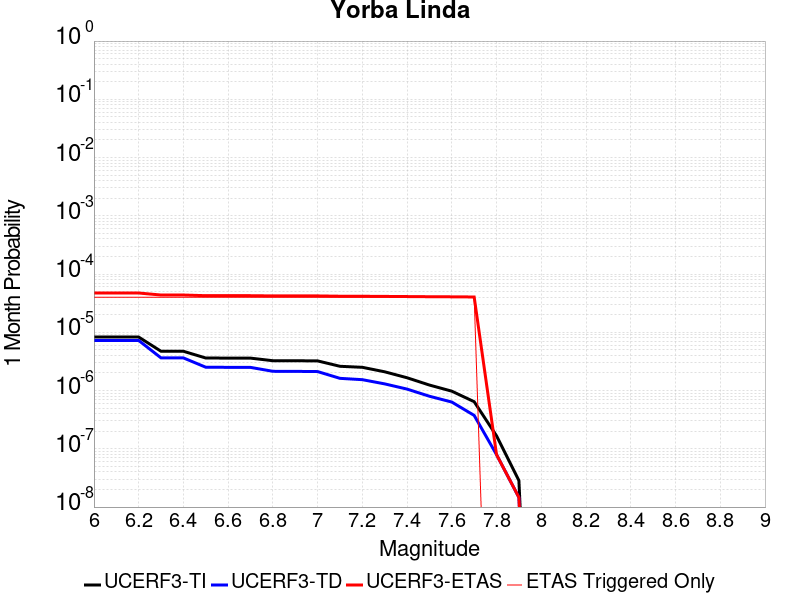 Yorba Linda
10^0
10^-1
10^-2
10^-3
10^-4
10^-5
10^-6
10^-7
10^-8
1 Month Probability
6 6.2 6.4 6.6 6.8 7 7.2 7.4 7.6 7.8 8 8.2 8.4 8.6 8.8 9
Magnitude
UCERF3-TI UCERF3-TD UCERF3-ETAS ETAS Triggered Only